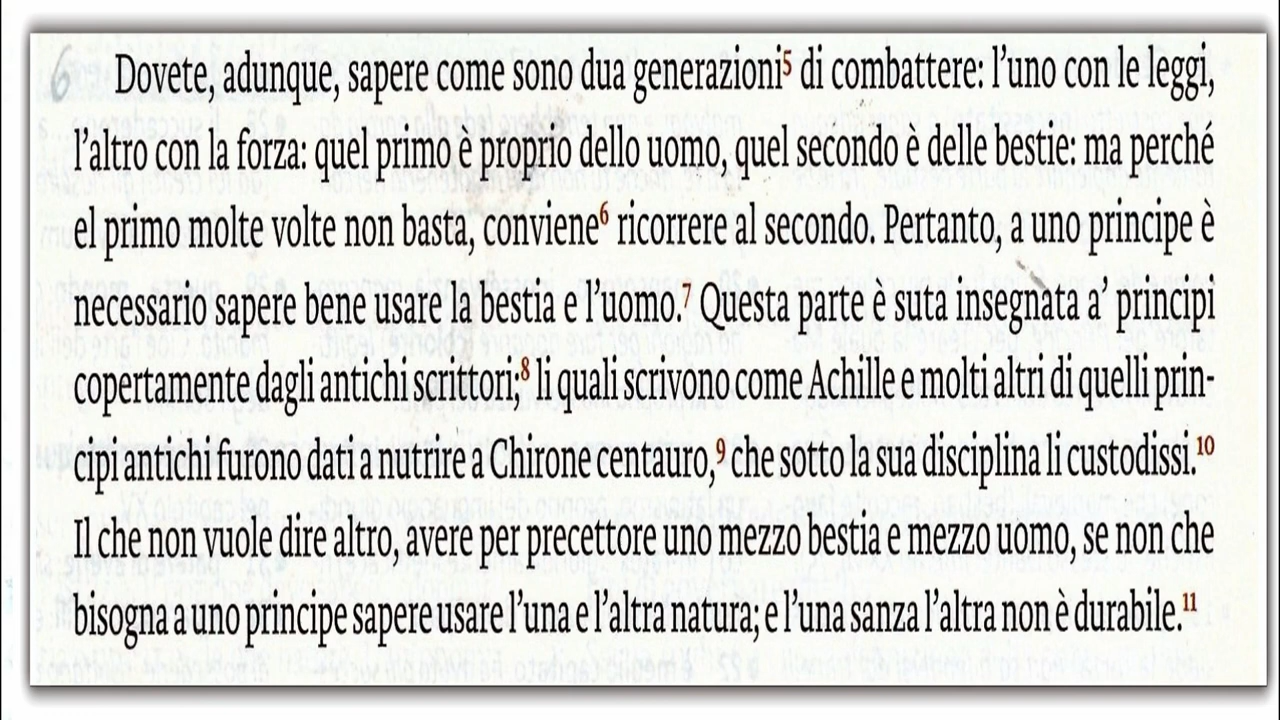 6
Dovete, adunque, sapere come sono dua generazioni5 di combattere: l’uno con le leggi,
l’altro con la forza: quel primo è proprio dello uomo, quel secondo è delle bestie: ma perché
el primo molte volte non basta, conviene6 ricorrere al secondo. Pertanto, a uno principe è
necessario sapere bene usare la bestia e l’uomo.7 Questa parte è suta insegnata a’ principi
copertamente dagli antichi scrittori;8 li quali scrivono come Achille e molti altri di quelli prin-
cipi antichi furono dati a nutrire a Chirone centauro,9 che sotto la sua disciplina li custodissi.10
Il che non vuole dire altro, avere per precettore uno mezzo bestia e mezzo uomo, se non che
bisogna a uno principe sapere usare l’una e l’altra natura; e l’una sanza l’altra non è durabile.11